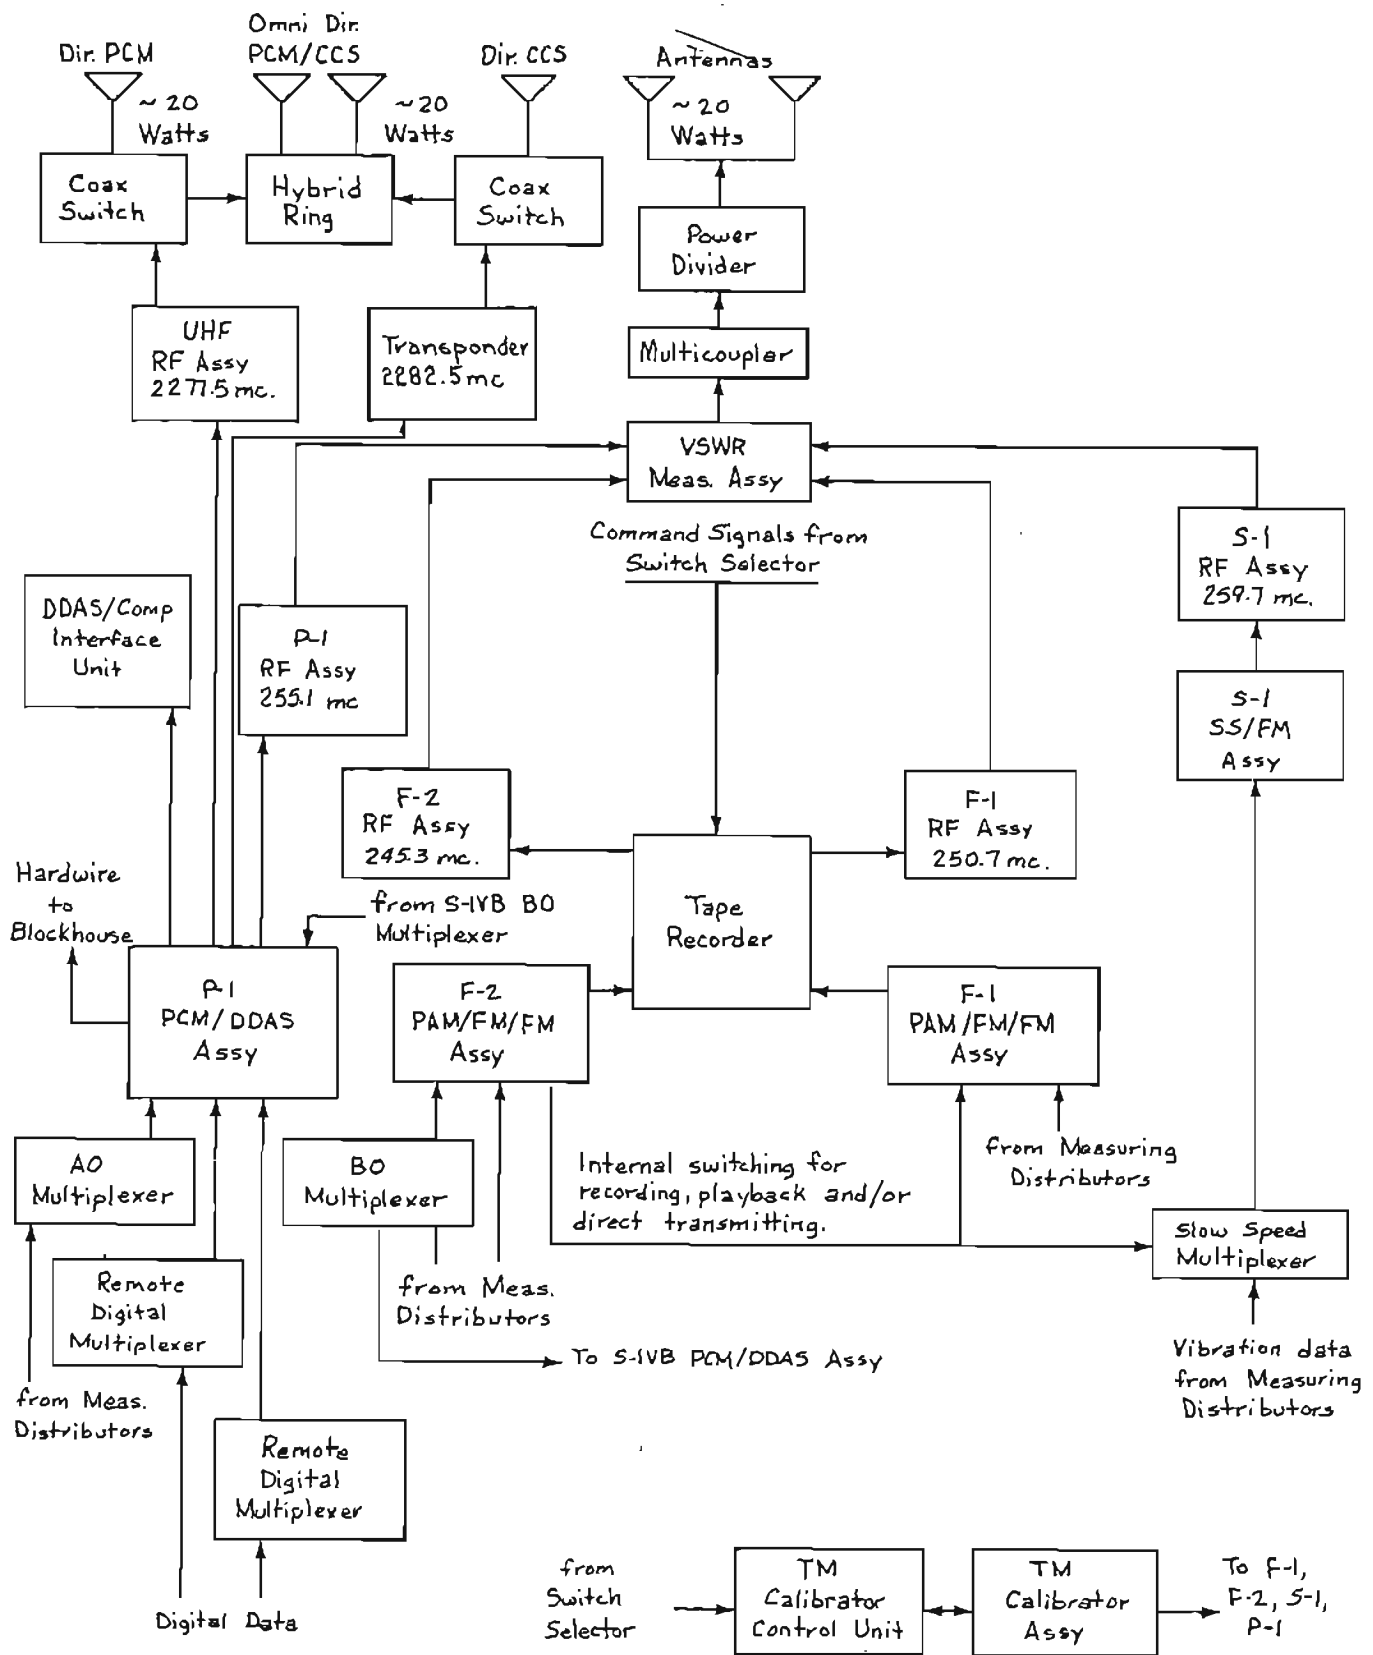 Omni Dir.
Dir. PCM
PCM/CCS
Dir. CCS
Antennas
~20
Watts
~20
Watts
~20
Watts
Coax
Switch
Hybrid
Ring
Coax
Switch
Power
Divider
UHF
RF Assy
2277.5 mc.
Transponder
2282.5 mc
Multicoupler
VSWR
Meas. Assy
Command Signals from
Switch Selector
S-1
RF Assy
259.7 mc.
DDAS/Comp
Interface
Unit
P-1
RF Assy
255.1 mc
S-1
SS/FM
Assy
F-2
RF Assy
245.3 mc.
F-1
RF Assy
250.7 mc.
Hardwire
to
Blockhouse
from S-IVB BO
Multiplexer
Tape
Recorder
P-1
PCM/DDAS
Assy
F-2
PAM/FM/FM
Assy
F-1
PAM/FM/FM
Assy
AO
Multiplexer
BO
Multiplexer
Internal switching for
recording, playback and/or
direct transmitting.
from Measuring
Distributors
Slow Speed
Multiplexer
Remote
Digital
Multiplexer
from Meas.
Distributors
To S-IVB PCM/DDAS Assy
Vibration data
from Measuring
Distributors
from Meas.
Distributors
Remote
Digital
Multiplexer
Digital Data
from
Switch
Selector
TM
Calibrator
Control Unit
TM
Calibrator
Assy
To F-1,
F-2, S-1,
P-1